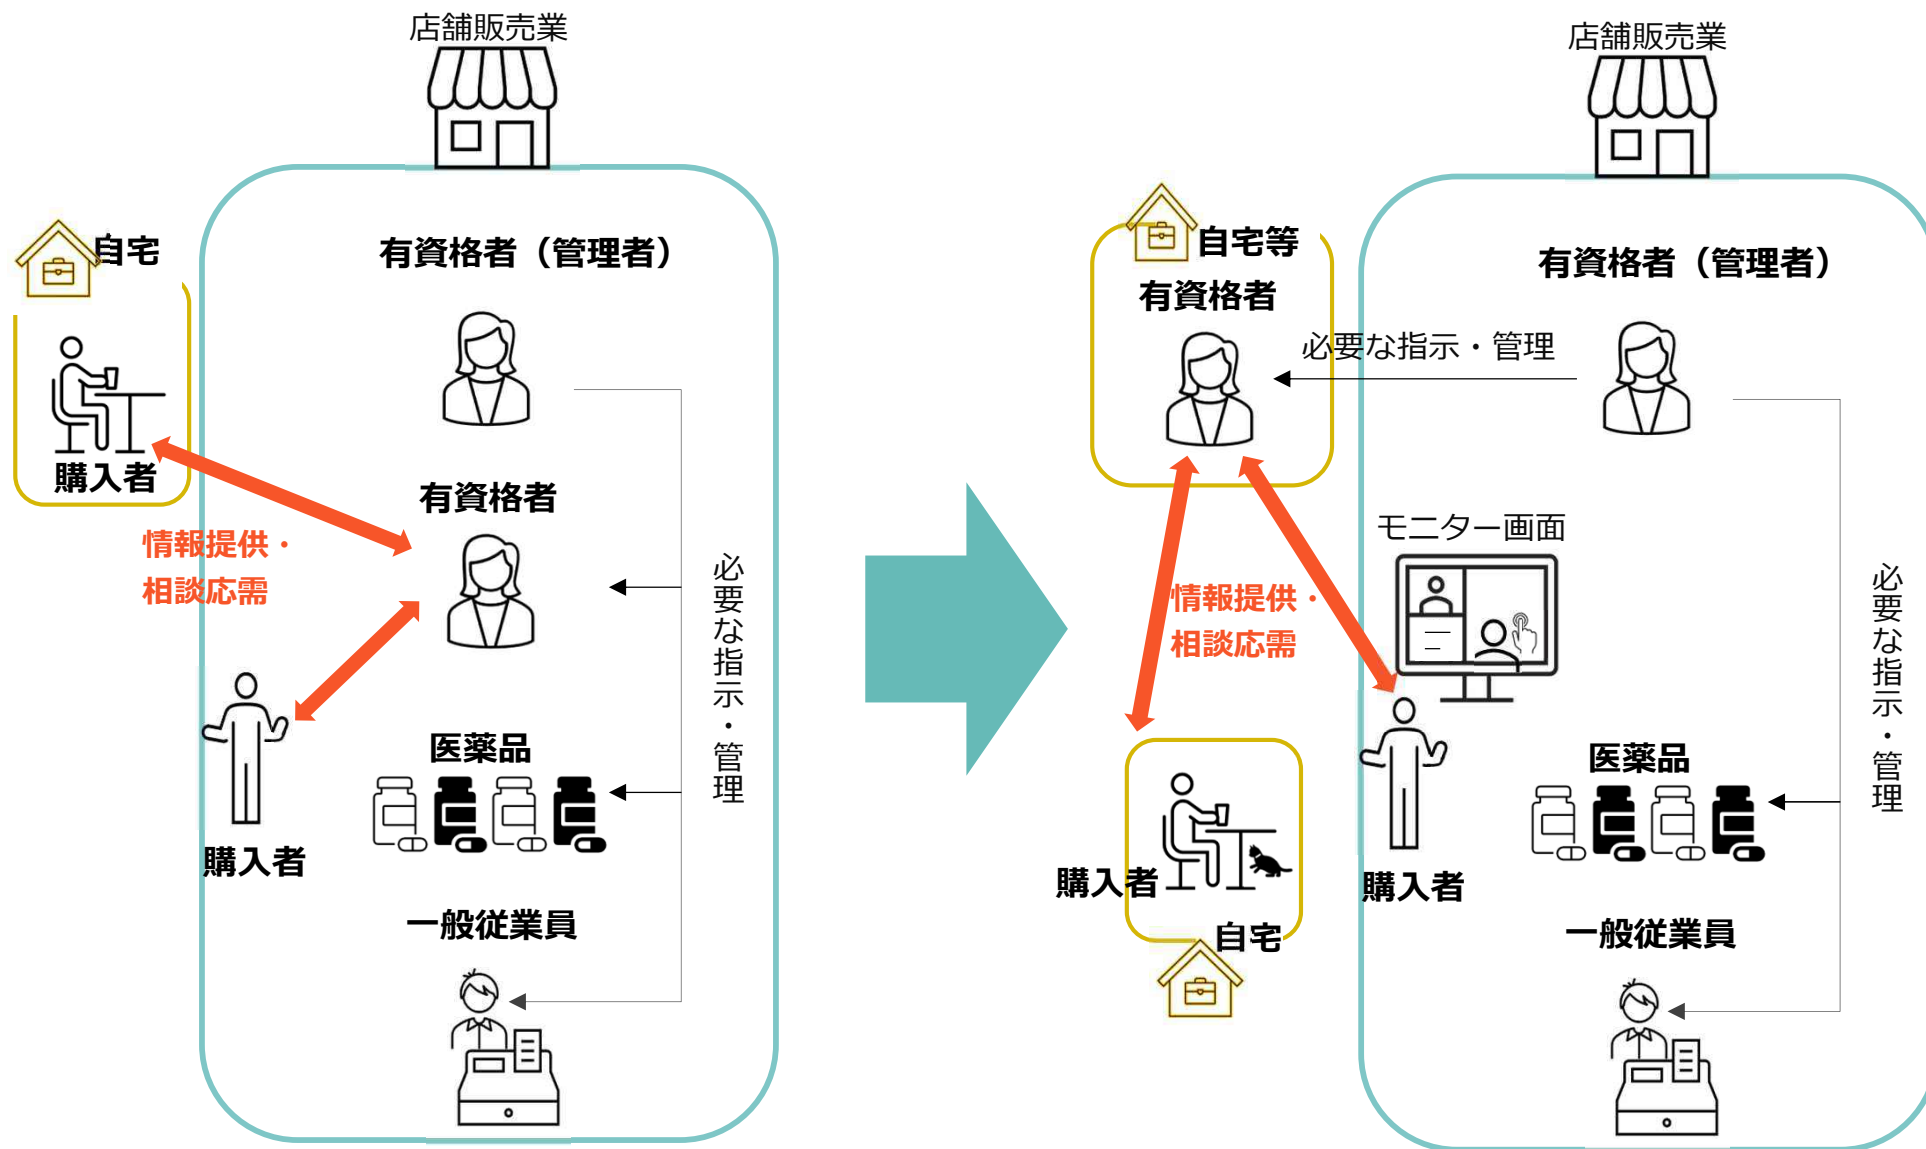 店舗販売業
自宅
有資格者（管理者）
購入者
有資格者
情報提供・
相談応需
必要な指示・管理
医薬品
購入者
一般従業員
店舗販売業
自宅等
有資格者
有資格者（管理者）
必要な指示・管理
モニター画面
情報提供・
相談応需
必要な指示・管理
医薬品
購入者
購入者
自宅
一般従業員